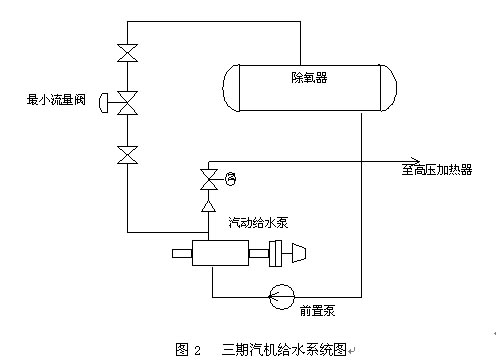 除氧器
最小流量阀
至高压加热器
汽动给水泵
前置泵
图 2 三期汽机给水系统图